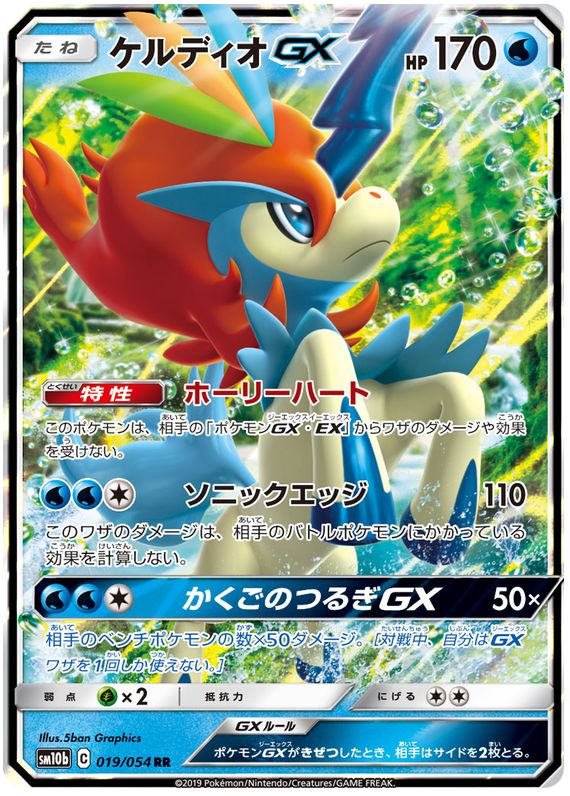 たね ケルディオGX HP 170
とくせい
特性 ホーリーハート
このポケモンは、相手の「ポケモンGX・EX」からワザのダメージや効果
を受けない。
ソニックエッジ 110
このワザのダメージは、相手のバトルポケモンにかかっている
効果を計算しない。
かくごのつるぎGX 50×
相手のベンチポケモンの数×50ダメージ。[対戦中、自分はGX
ワザを1回しか使えない。]
弱点 ×2 抵抗力 にげる
Illus.5ban Graphics
GXルール
ポケモンGXがきぜつしたとき、相手はサイドを2枚とる。
sm10b C 019/054 RR
©2019 Pokémon/Nintendo/Creatures/GAME FREAK.